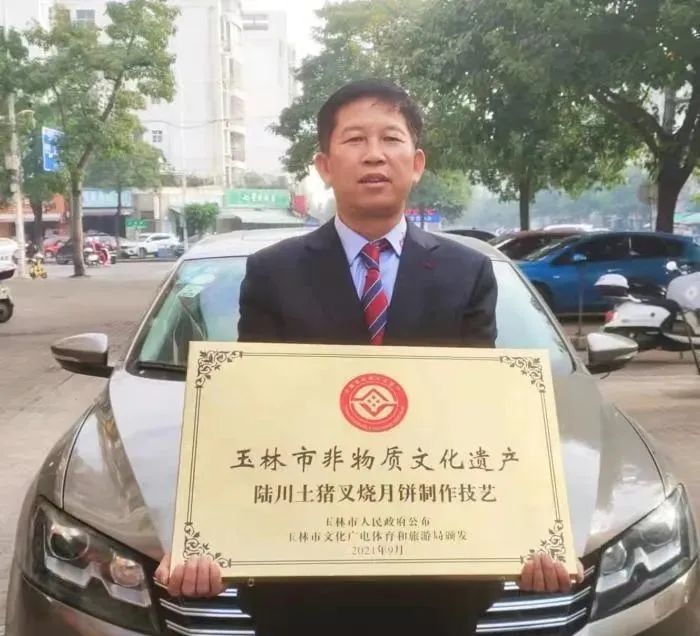 玉林市非物质文化遗产
陆川土猪叉烧月饼制作技艺
玉林市人民政府公布
玉林市文化广电体育和旅游局颁发
2021年9月